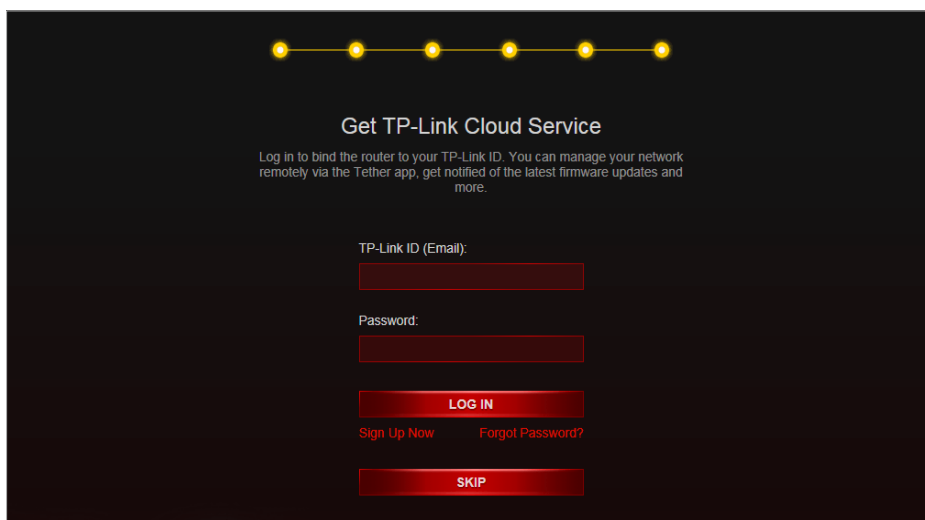 Get TP-Link Cloud Service
Log in to bind the router to your TP-Link ID. You can manage your network
remotely via the Tether app, get notified of the latest firmware updates and
more.
TP-Link ID (Email):
Password:
LOG IN
Sign Up Now Forgot Password?
SKIP